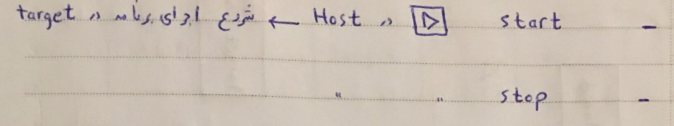 - start ▷ در Host ← شروع اجرای برنامه در target
- stop " "